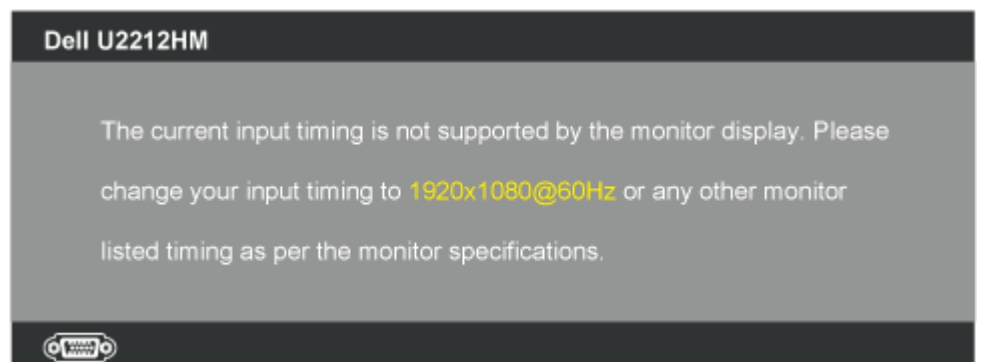 Dell U2212HM
The current input timing is not supported by the monitor display. Please
change your input timing to 1920x1080@60Hz or any other monitor
listed timing as per the monitor specifications.